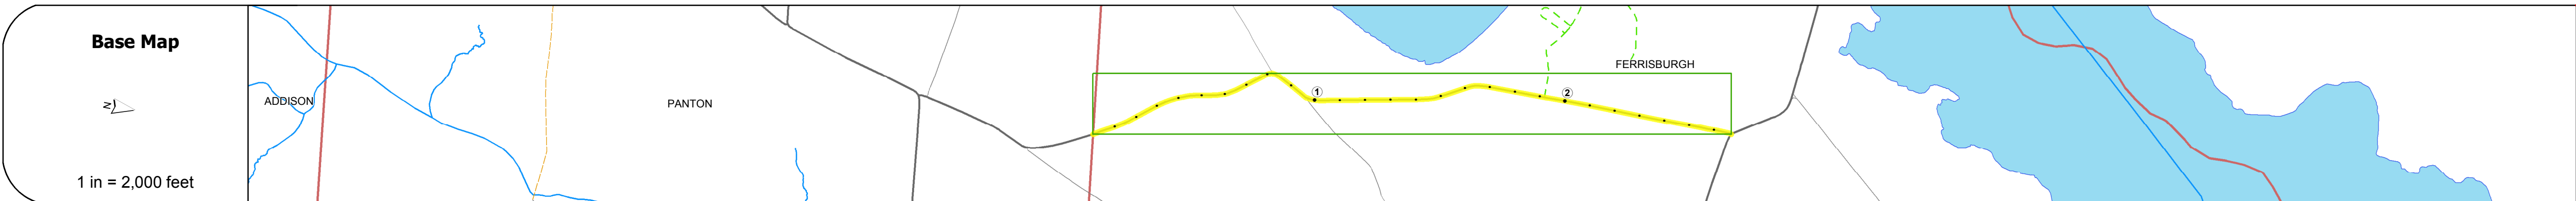 Base Map
N
1 in = 2,000 feet
ADDISON
PANTON
1
2
FERRISBURGH